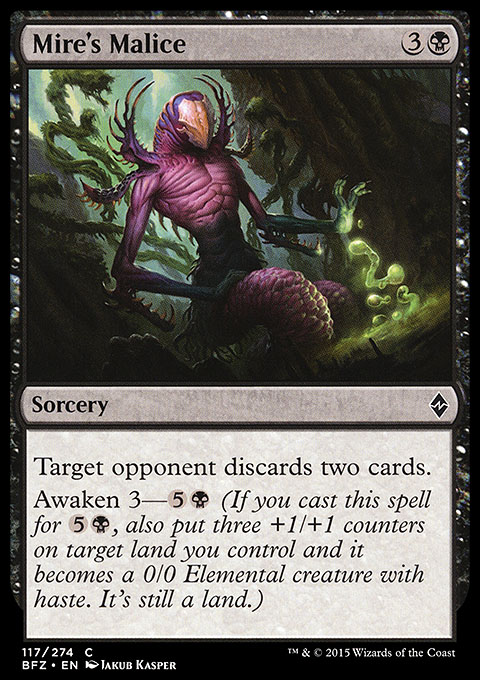 Mire's Malice 3
Sorcery
Target opponent discards two cards.
Awaken 3—5 (If you cast this spell
for 5, also put three +1/+1 counters
on target land you control and it
becomes a 0/0 Elemental creature with
haste. It's still a land.)
117/274 C
™ & © 2015 Wizards of the Coast
BFZ • EN Jakub Kasper